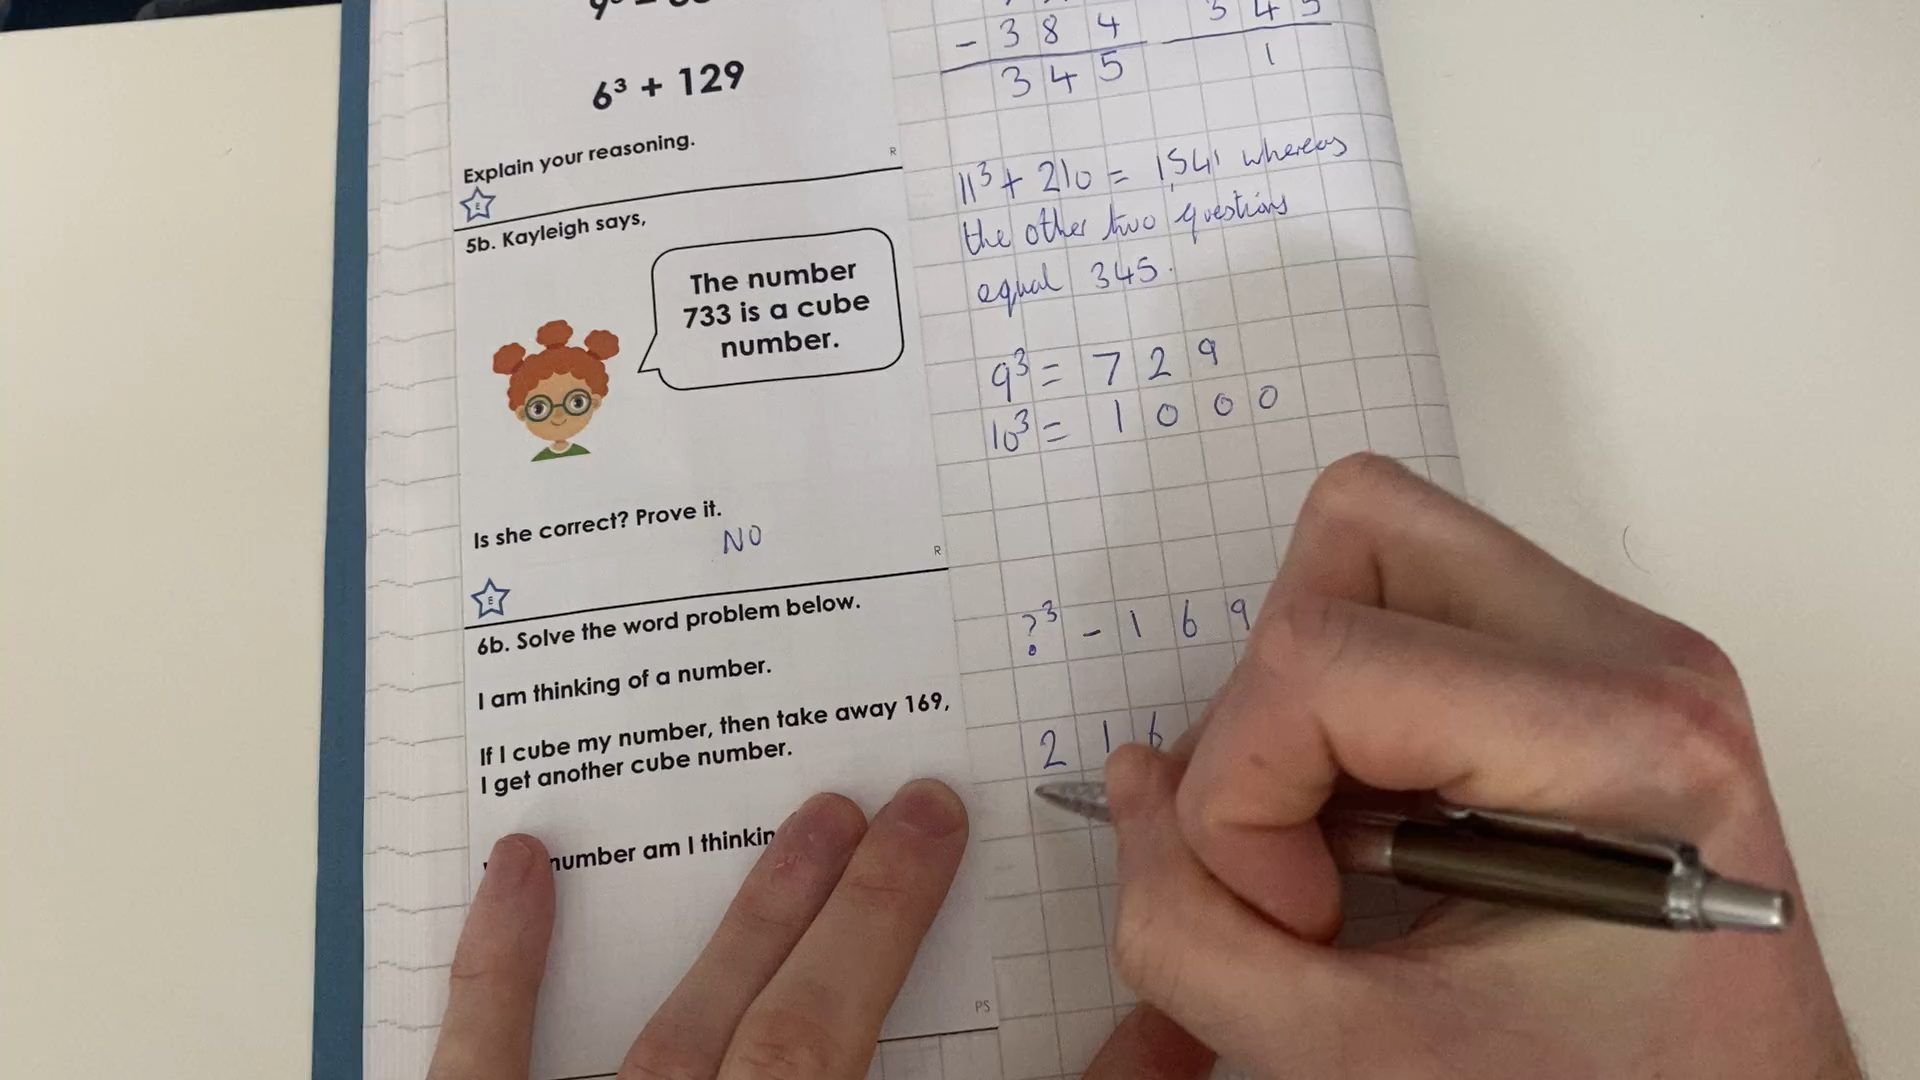 6³ + 129
Explain your reasoning.
R
E
5b. Kayleigh says,
The number
733 is a cube
number.
Is she correct? Prove it.
NO
R
E
6b. Solve the word problem below.
I am thinking of a number.
If I cube my number, then take away 169,
I get another cube number.
number am I
PS
- 3 8 4
3 4 5
3 4 5
1
11³ + 210 = 1,541 whereas
the other two questions
equal 345.
9³ = 7 2 9
10³ = 1 0 0 0
?³ - 1 6 9
2 1 6